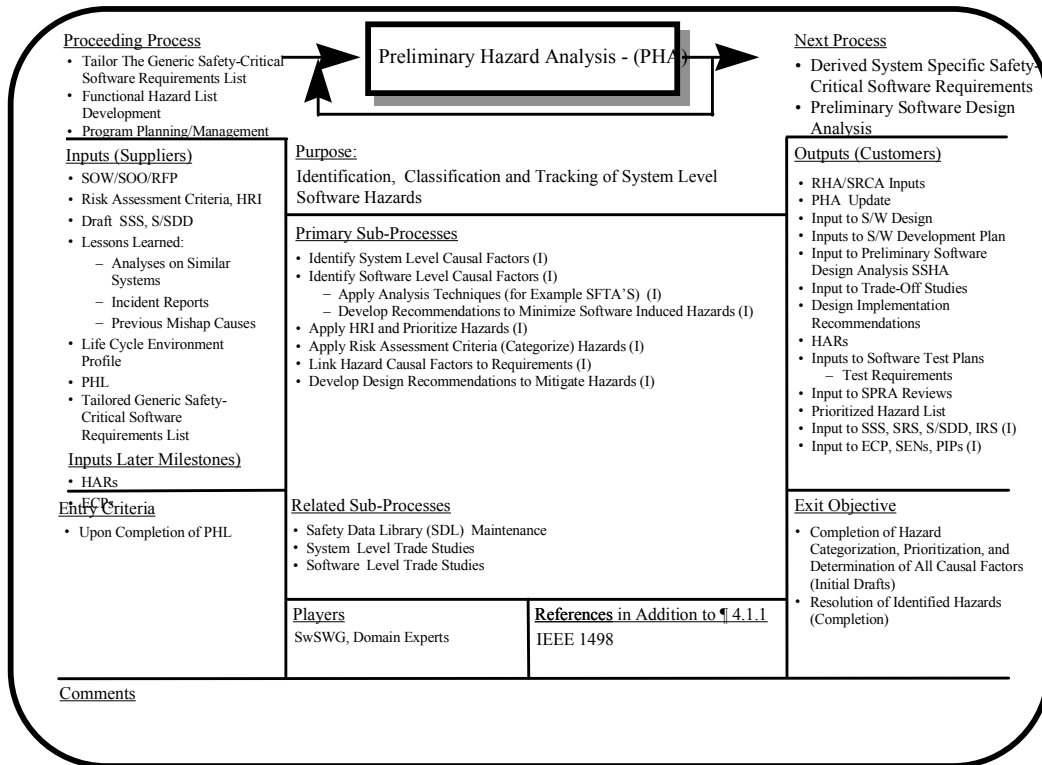 Proceeding Process
• Tailor The Generic Safety-Critical
Software Requirements List
• Functional Hazard List
Development
• Program Planning/Management
Preliminary Hazard Analysis - (PHA)
Next Process
• Derived System Specific Safety-
Critical Software Requirements
• Preliminary Software Design
Analysis
Inputs (Suppliers)
• SOW/SOO/RFP
• Risk Assessment Criteria, HRI
• Draft SSS, S/SDD
• Lessons Learned:
– Analyses on Similar
Systems
– Incident Reports
– Previous Mishap Causes
• Life Cycle Environment
Profile
• PHL
• Tailored Generic Safety-
Critical Software
Requirements List
Inputs Later Milestones)
• HARs
• ECPs
Entry Criteria
• Upon Completion of PHL
Purpose:
Identification, Classification and Tracking of System Level
Software Hazards
Primary Sub-Processes
• Identify System Level Causal Factors (I)
• Identify Software Level Causal Factors (I)
– Apply Analysis Techniques (for Example SFTA'S) (I)
– Develop Recommendations to Minimize Software Induced Hazards (I)
• Apply HRI and Prioritize Hazards (I)
• Apply Risk Assessment Criteria (Categorize) Hazards (I)
• Link Hazard Causal Factors to Requirements (I)
• Develop Design Recommendations to Mitigate Hazards (I)
Related Sub-Processes
• Safety Data Library (SDL) Maintenance
• System Level Trade Studies
• Software Level Trade Studies
Players
SwSWG, Domain Experts
References in Addition to ¶ 4.1.1
IEEE 1498
Outputs (Customers)
• RHA/SRCA Inputs
• PHA Update
• Input to S/W Design
• Inputs to S/W Development Plan
• Input to Preliminary Software
Design Analysis SSHA
• Input to Trade-Off Studies
• Design Implementation
Recommendations
• HARs
• Inputs to Software Test Plans
– Test Requirements
• Input to SPRA Reviews
• Prioritized Hazard List
• Input to SSS, SRS, S/SDD, IRS (I)
• Input to ECP, SENs, PIPs (I)
Exit Objective
• Completion of Hazard
Categorization, Prioritization, and
Determination of All Causal Factors
(Initial Drafts)
• Resolution of Identified Hazards
(Completion)
Comments